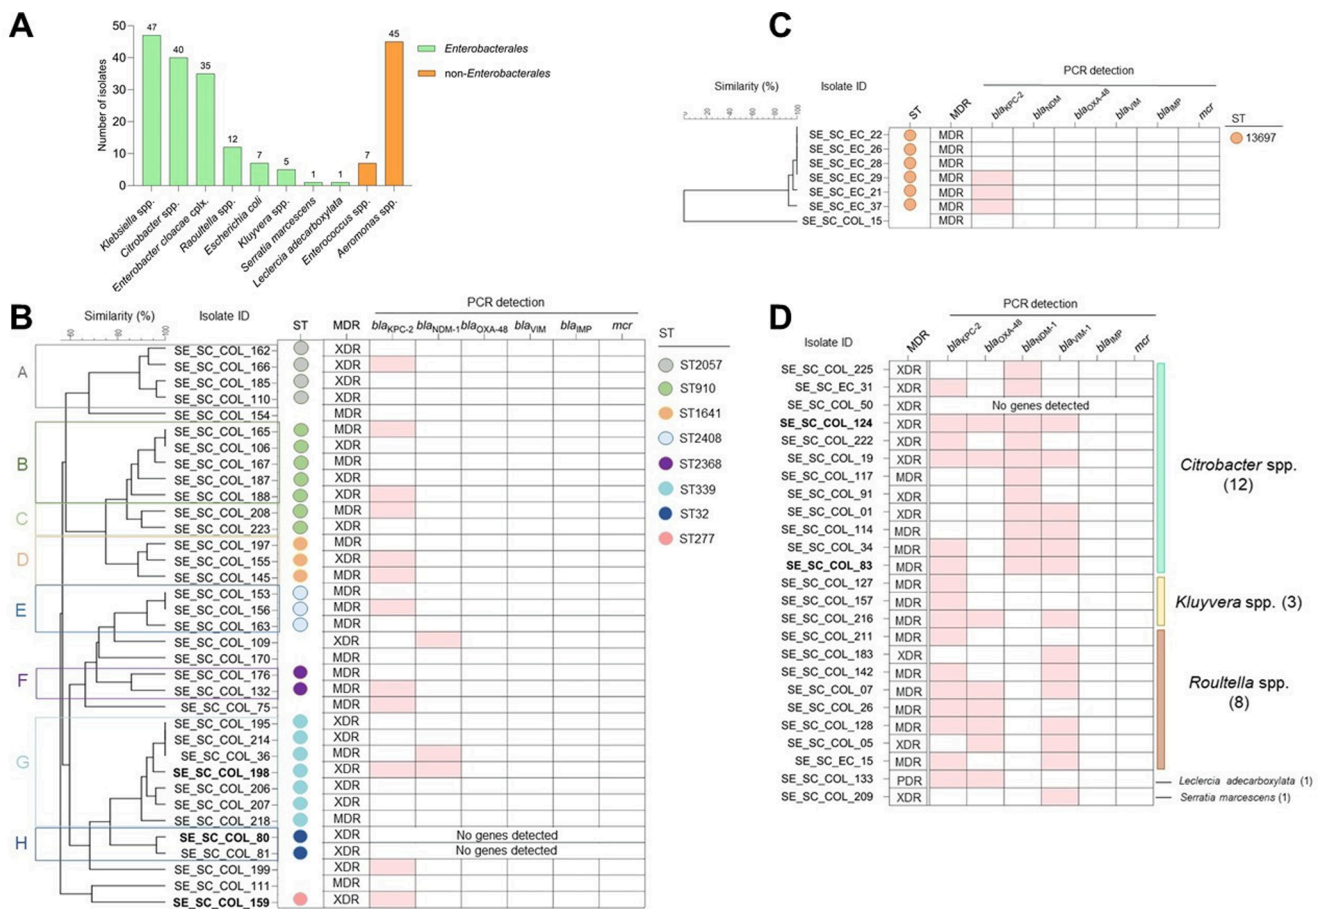 A
Number of isolates
50
40
30
20
10
0
47
40
35
12
7
5
1
1
7
45
Klebsiella spp.
Citrobacter spp.
Enterobacter cloacae cplx.
Raoultella spp.
Escherichia coli
Kluyvera spp.
Serratia marcescens
Leclercia adecarboxylata
Enterococcus spp.
Aeromonas spp.
Enterobacterales
non-Enterobacterales
C
PCR detection
Similarity (%) Isolate ID ST MDR blaKPC-2 blaNDM blaOXA-48 blaVIM blaIMP mcr
SE_SC_EC_22 MDR
SE_SC_EC_26 MDR
SE_SC_EC_28 MDR
SE_SC_EC_29 MDR
SE_SC_EC_21 MDR
SE_SC_EC_37 MDR
SE_SC_COL_15 MDR
ST
13697
B
PCR detection
Similarity (%) Isolate ID ST MDR blaKPC-2 blaNDM-1 blaOXA-48 blaVIM blaIMP mcr
60 80 100
A
SE_SC_COL_162 XDR
SE_SC_COL_166 XDR
SE_SC_COL_185 XDR
SE_SC_COL_110 XDR
SE_SC_COL_154 MDR
B
SE_SC_COL_165 MDR
SE_SC_COL_106 XDR
SE_SC_COL_167 MDR
SE_SC_COL_187 XDR
SE_SC_COL_188 XDR
C
SE_SC_COL_208 MDR
SE_SC_COL_223 XDR
D
SE_SC_COL_197 MDR
SE_SC_COL_155 XDR
SE_SC_COL_145 MDR
E
SE_SC_COL_153 MDR
SE_SC_COL_156 MDR
SE_SC_COL_163 MDR
SE_SC_COL_109 XDR
SE_SC_COL_170 MDR
F
SE_SC_COL_176 MDR
SE_SC_COL_132 MDR
SE_SC_COL_75 MDR
G
SE_SC_COL_195 XDR
SE_SC_COL_214 XDR
SE_SC_COL_36 MDR
SE_SC_COL_198 XDR
SE_SC_COL_206 XDR
SE_SC_COL_207 XDR
SE_SC_COL_218 MDR
H
SE_SC_COL_80 XDR No genes detected
SE_SC_COL_81 XDR No genes detected
SE_SC_COL_199 XDR
SE_SC_COL_111 MDR
SE_SC_COL_159 XDR
ST
ST2057
ST910
ST1641
ST2408
ST2368
ST339
ST32
ST277
D
PCR detection
Isolate ID MDR blaKPC-2 blaOXA-48 blaNDM-1 blaVIM-1 blaIMP mcr
SE_SC_COL_225 XDR
SE_SC_EC_31 XDR
SE_SC_COL_50 XDR No genes detected
SE_SC_COL_124 XDR
SE_SC_COL_222 XDR
SE_SC_COL_19 XDR
SE_SC_COL_117 MDR
SE_SC_COL_91 XDR
SE_SC_COL_01 XDR
SE_SC_COL_114 MDR
SE_SC_COL_34 MDR
SE_SC_COL_83 MDR
SE_SC_COL_127 MDR
SE_SC_COL_157 MDR
SE_SC_COL_216 MDR
SE_SC_COL_211 MDR
SE_SC_COL_183 XDR
SE_SC_COL_142 MDR
SE_SC_COL_07 MDR
SE_SC_COL_26 MDR
SE_SC_COL_128 MDR
SE_SC_COL_05 XDR
SE_SC_EC_15 MDR
SE_SC_COL_133 PDR
SE_SC_COL_209 XDR
Citrobacter spp.
(12)
Kluyvera spp. (3)
Roultella spp.
(8)
Leclercia adecarboxylata (1)
Serratia marcescens (1)